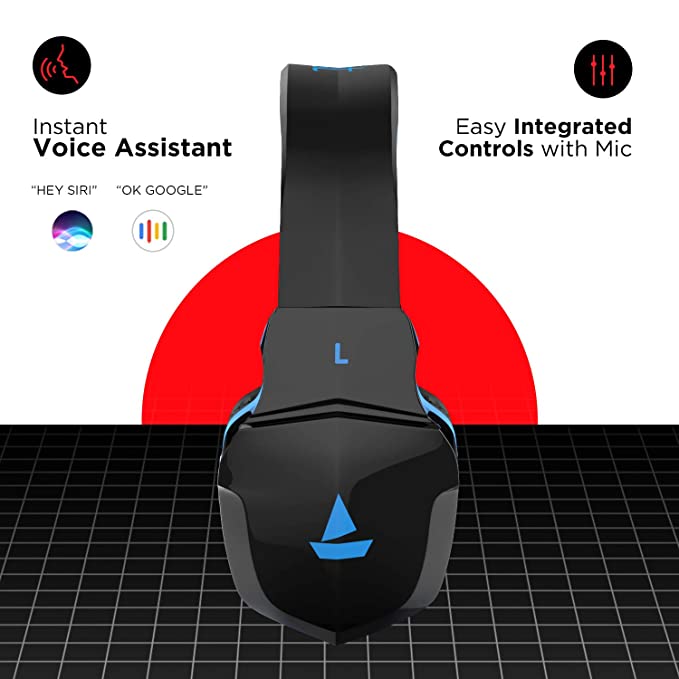 Instant
Voice Assistant
"HEY SIRI" "OK GOOGLE"
Easy Integrated
Controls with Mic
L